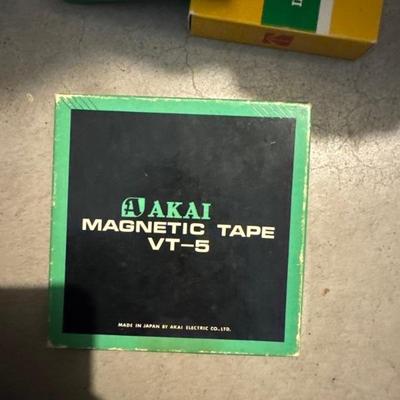 AKAI
MAGNETIC TAPE
VT-5
MADE IN JAPAN BY AKAI ELECTRIC CO., LTD.